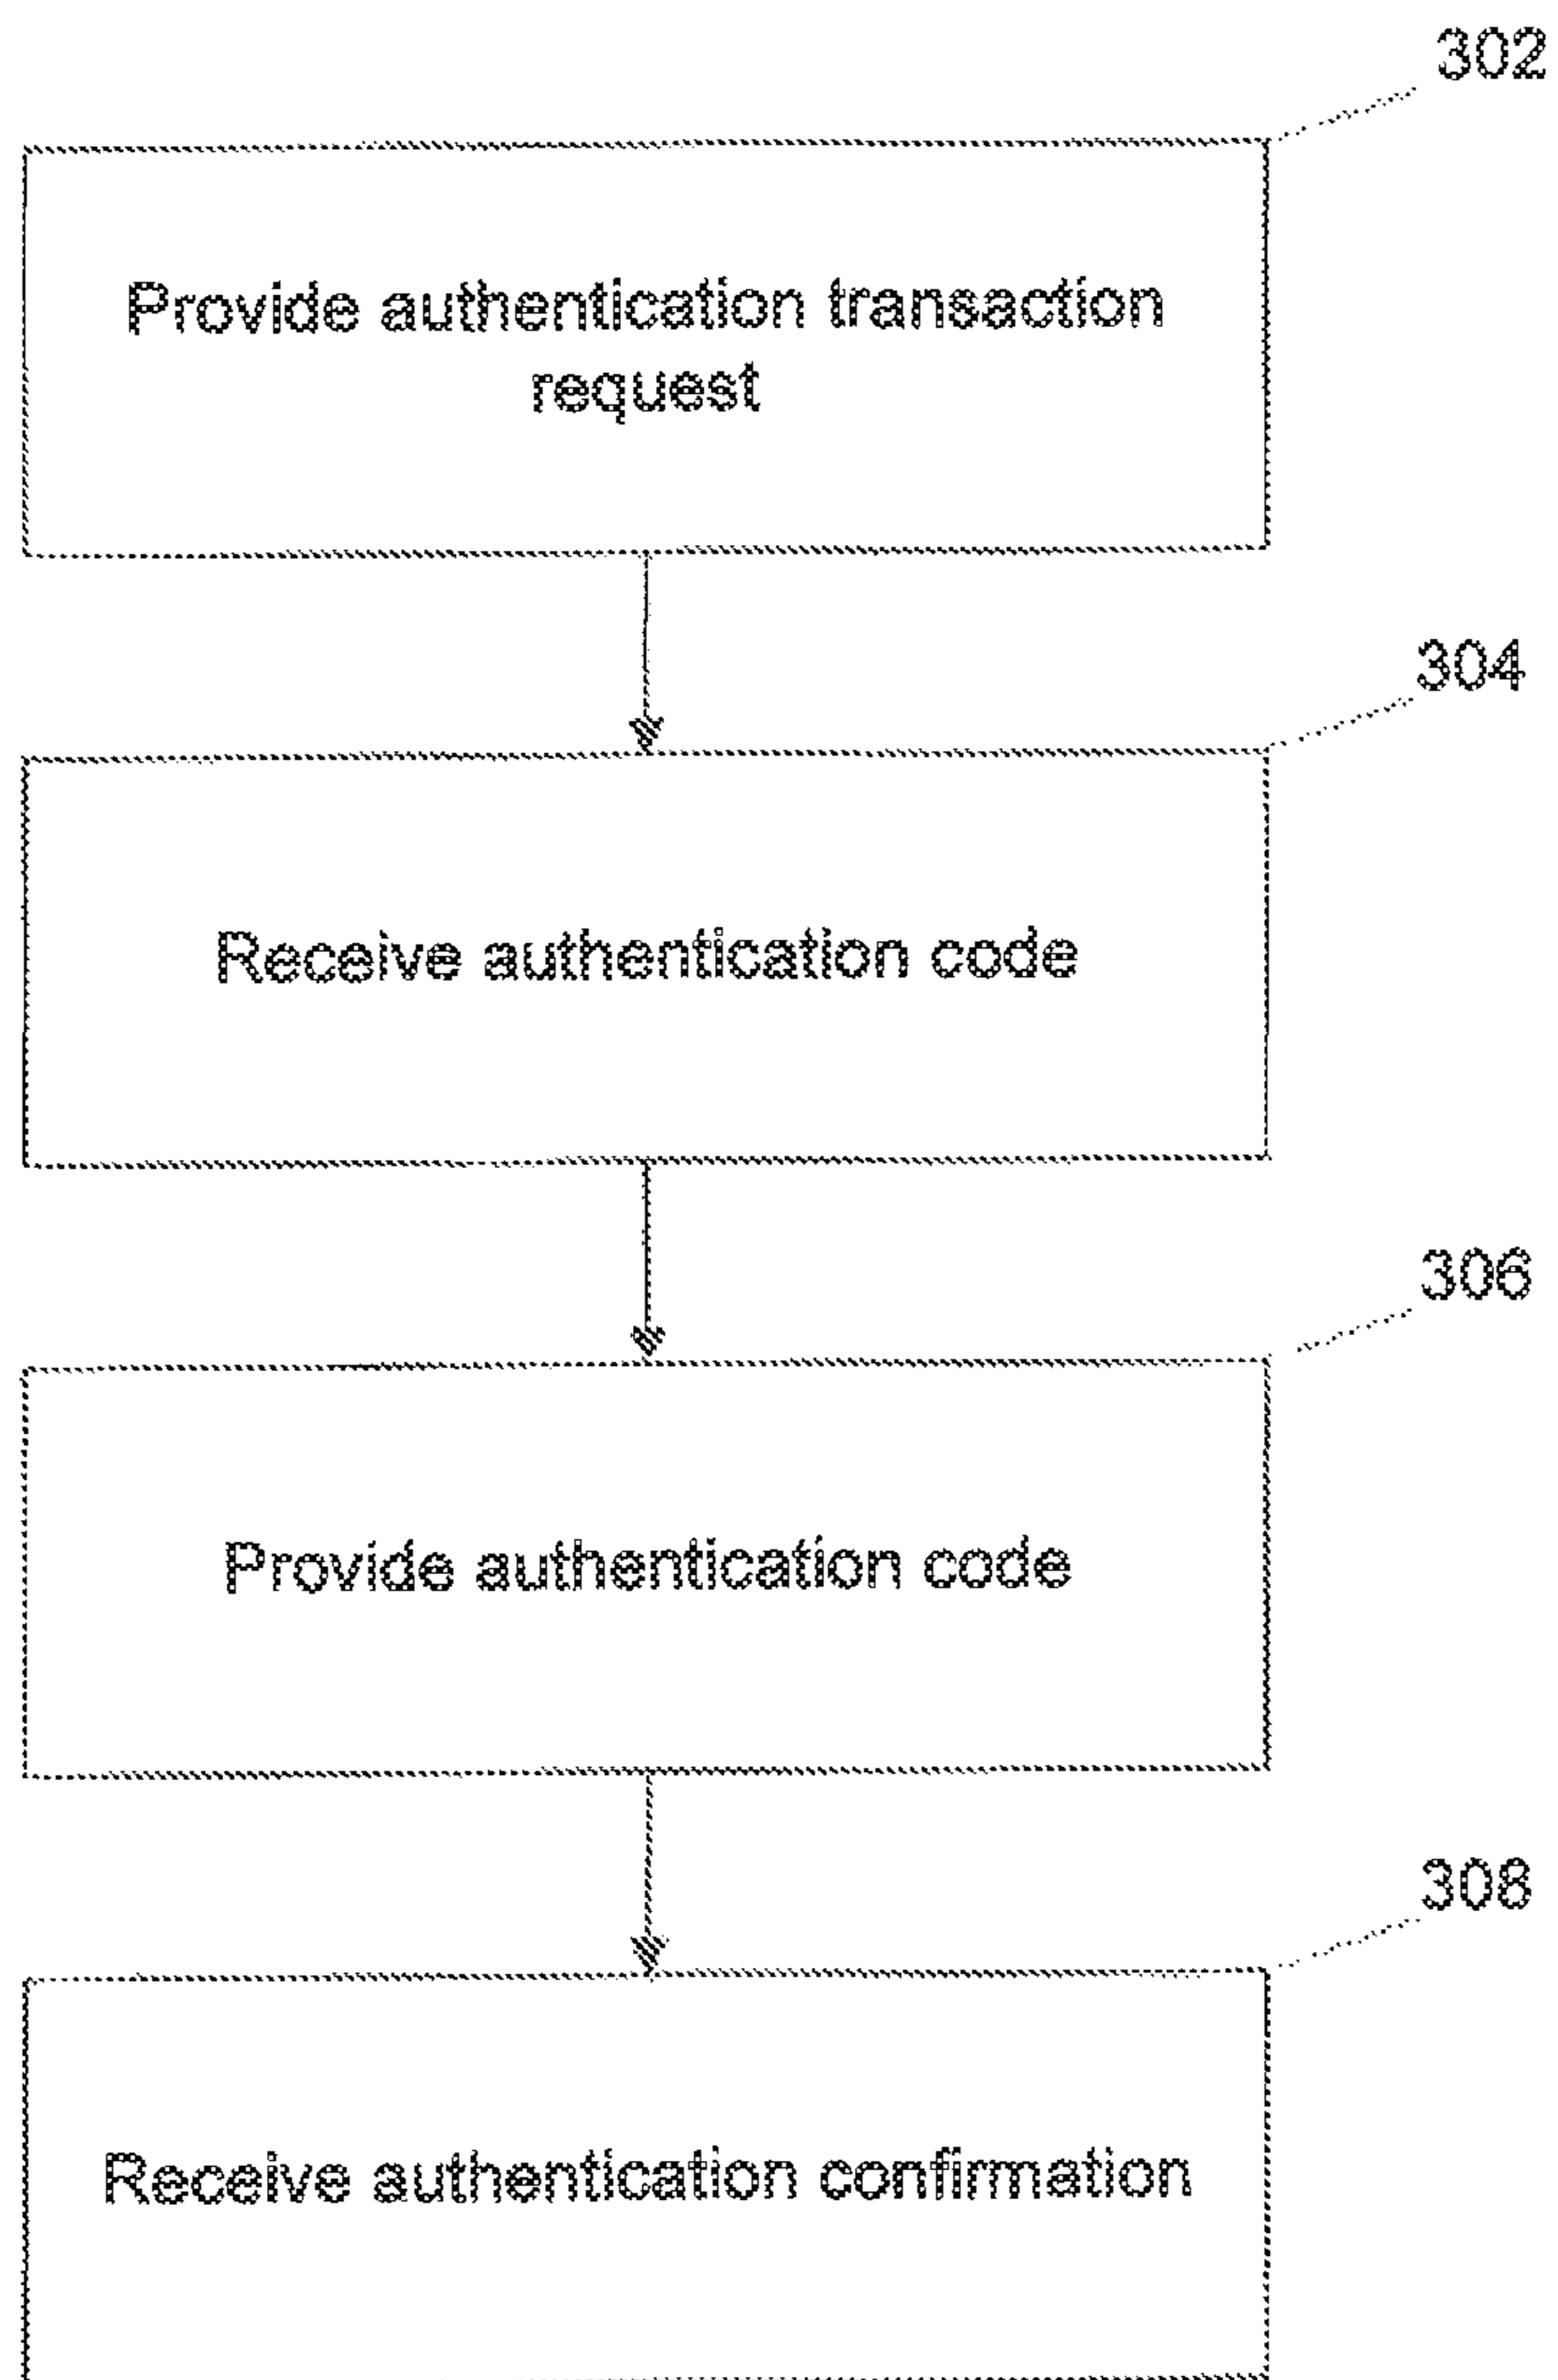 302
Provide authentication transaction
request
304
Receive authentication code
306
Provide authentication code
308
Receive authentication confirmation